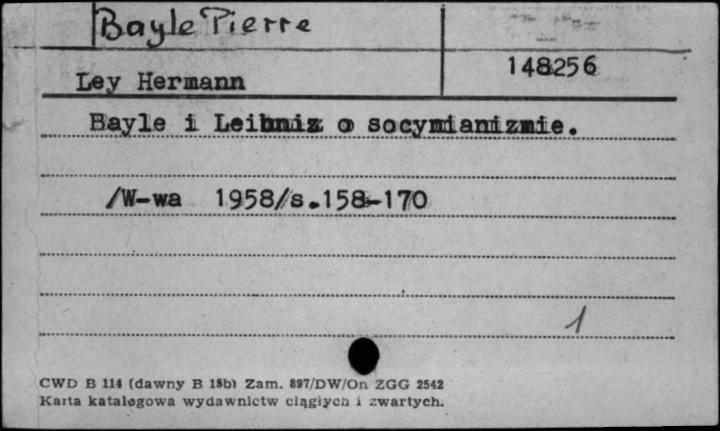 Bayle Pierre
148256
Ley Hermann
Bayle i Leibniz o socynianizmie.
/W-wa 1958/s.158-170
1
CWD B 114 (dawny B 15b) Zam. 897/DW/On ZGG 2542
Karta katalogowa wydawnictw ciągłych i zwartych.